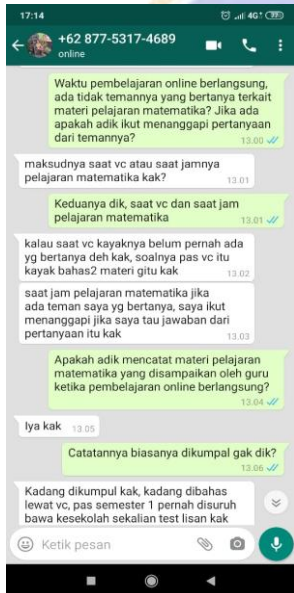 17:14
4G
99
+62 877-5317-4689
online
Waktu pembelajaran online berlangsung,
ada tidak temannya yang bertanya terkait
materi pelajaran matematika? Jika ada
apakah adik ikut menanggapi pertanyaan
dari temannya?
13.00
maksudnya saat vc atau saat jamnya
pelajaran matematika kak?
13.01
Keduanya dik, saat vc dan saat jam
pelajaran matematika
13.01
kalau saat vc kayaknya belum pernah ada
yg bertanya deh kak, soalnya pas vc itu
kayak bahas2 materi gitu kak
13.02
saat jam pelajaran matematika jika
ada teman saya yg bertanya, saya ikut
menanggapi jika saya tau jawaban dari
pertanyaan itu kak
13.03
Apakah adik mencatat materi pelajaran
matematika yang disampaikan oleh guru
ketika pembelajaran online berlangsung?
13.04
Iya kak
13.05
Catatannya biasanya dikumpal gak dik?
13.06
Kadang dikumpul kak, kadang dibahas
lewat vc, pas semester 1 pernah disuruh
bawa kesekolah sekalian test lisan kak
Ketik pesan